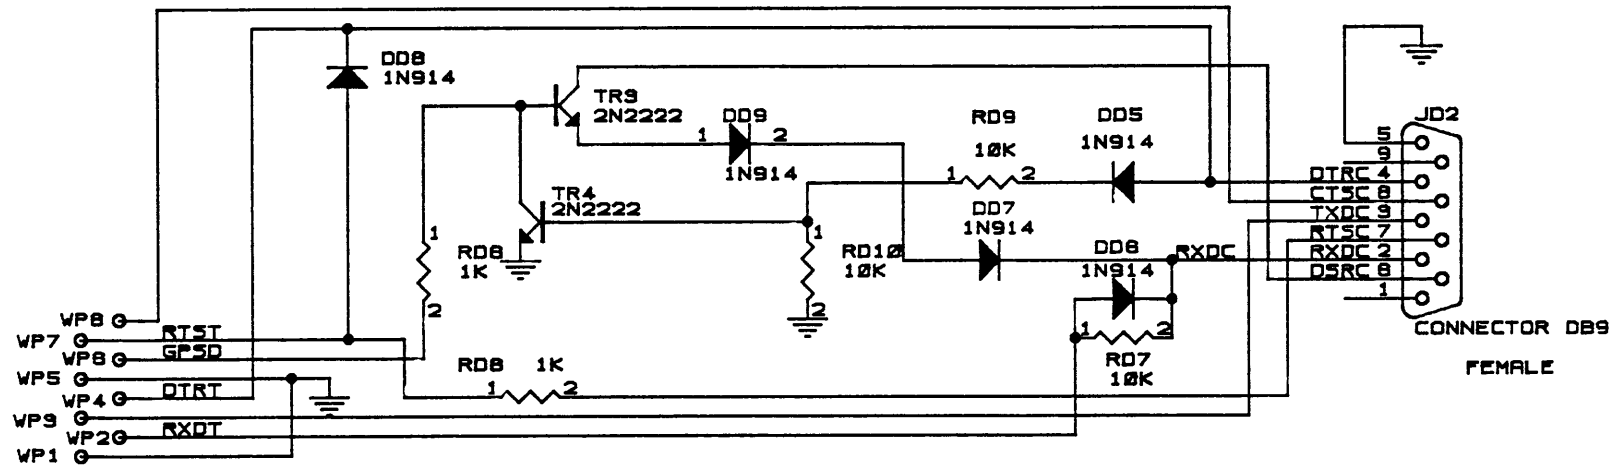 DD8
1N914
TR3
2N2222
DD9
1 2
1N914
RD9
10K
1 2
DD5
1N914
JD2
5
9
DTRC 4
CTSC 8
TXDC 3
RTSC 7
RXDC 2
DSRC 6
1
TR4
2N2222
DD7
1N914
1
RD6
1K
2
1
RD10
10K
2
DD6
1N914
RXDC
1 2
RD7
10K
CONNECTOR DB9
FEMALE
WP8
WP7 RTST
WP6 GPSD
WP5
WP4 DTRT
WP3
WP2 RXDT
WP1
RD8 1K
1 2